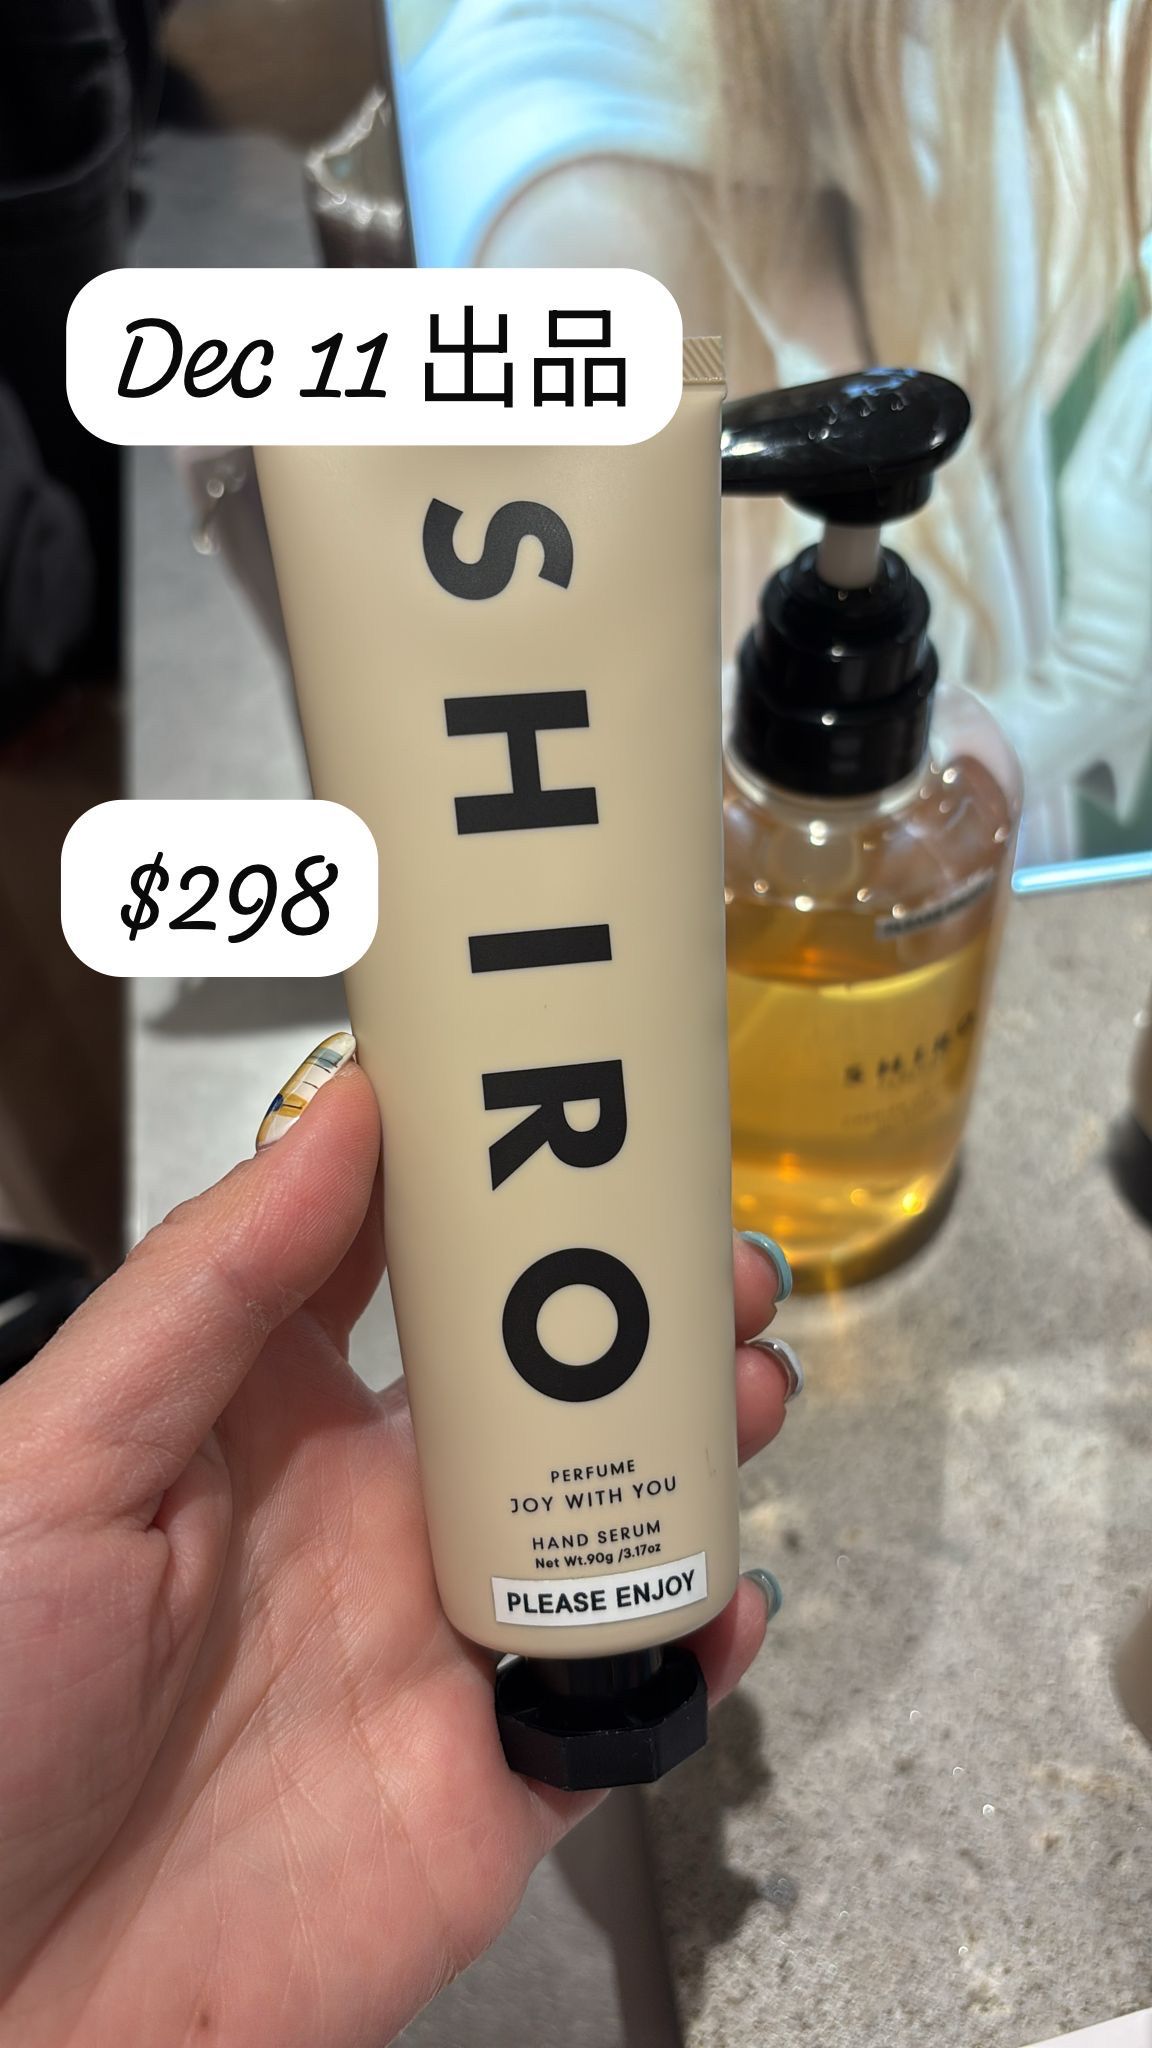 Dec 11 出品
$298
SHIRO
PERFUME
JOY WITH YOU
HAND SERUM
Net Wt.90g /3.17oz
PLEASE ENJOY
SHIRO